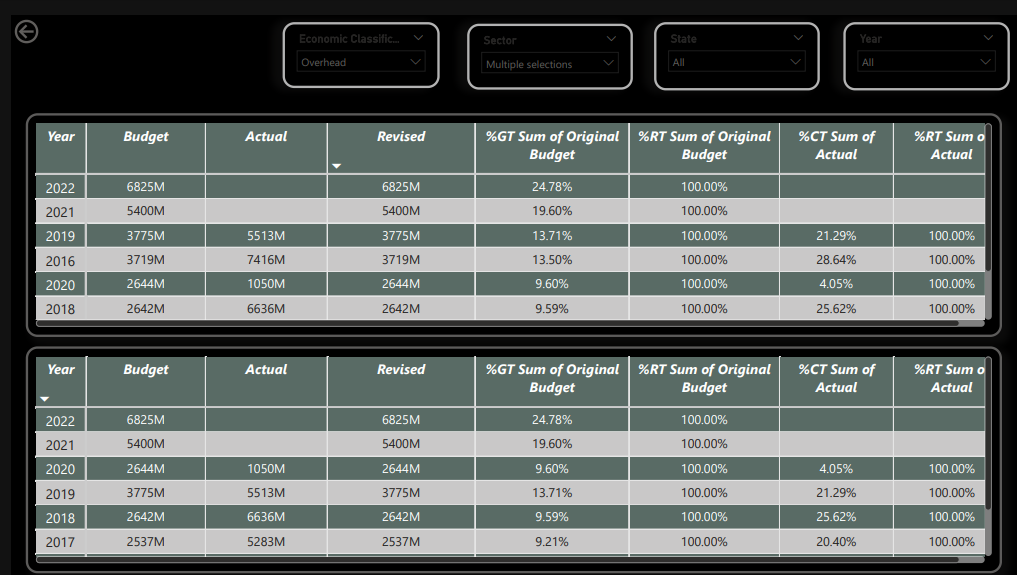 Economic Classific...
Overhead
Sector
Multiple selections
State
All
Year
All
Year Budget Actual Revised %GT Sum of Original Budget %RT Sum of Original Budget %CT Sum of Actual %RT Sum o Actual
2022 6825M 6825M 24.78% 100.00%
2021 5400M 5400M 19.60% 100.00%
2019 3775M 5513M 3775M 13.71% 100.00% 21.29% 100.00%
2016 3719M 7416M 3719M 13.50% 100.00% 28.64% 100.00%
2020 2644M 1050M 2644M 9.60% 100.00% 4.05% 100.00%
2018 2642M 6636M 2642M 9.59% 100.00% 25.62% 100.00%
Year Budget Actual Revised %GT Sum of Original Budget %RT Sum of Original Budget %CT Sum of Actual %RT Sum o Actual
2022 6825M 6825M 24.78% 100.00%
2021 5400M 5400M 19.60% 100.00%
2020 2644M 1050M 2644M 9.60% 100.00% 4.05% 100.00%
2019 3775M 5513M 3775M 13.71% 100.00% 21.29% 100.00%
2018 2642M 6636M 2642M 9.59% 100.00% 25.62% 100.00%
2017 2537M 5283M 2537M 9.21% 100.00% 20.40% 100.00%